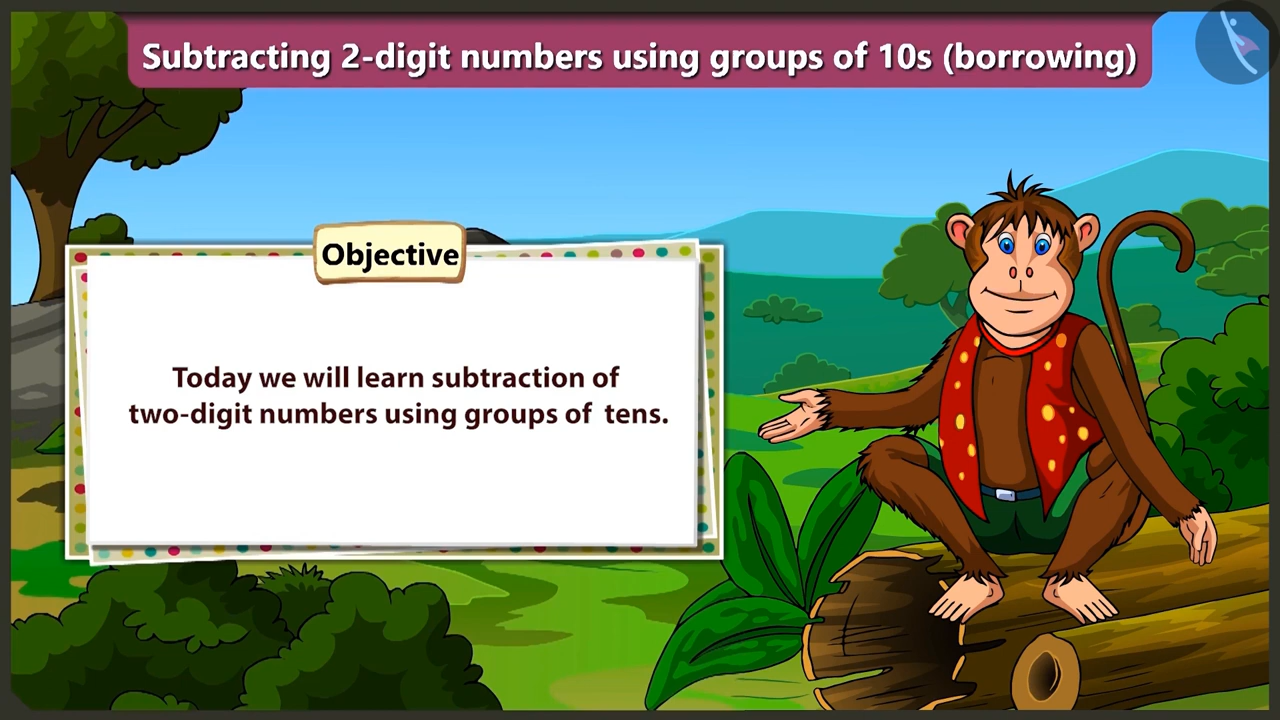 Subtracting 2-digit numbers using groups of 10s (borrowing)
Objective
Today we will learn subtraction of
two-digit numbers using groups of tens.